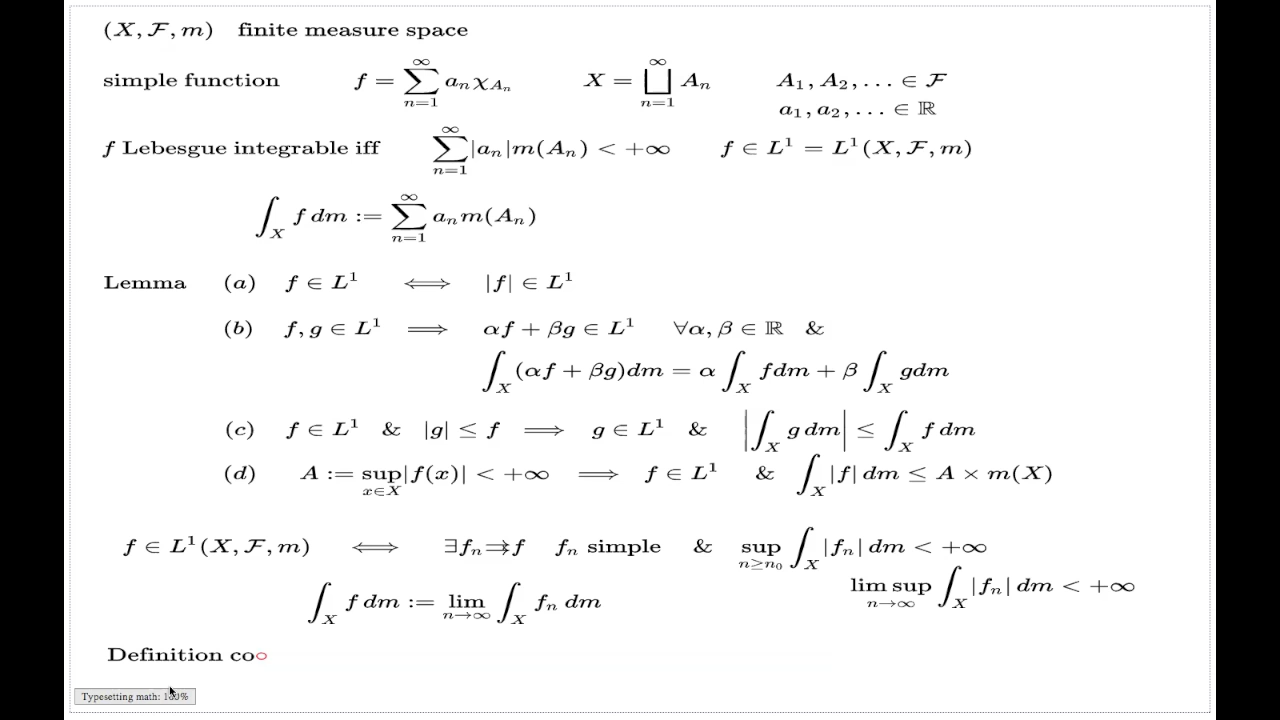 (X, ℱ, m) finite measure space
simple function f = ∑_{n=1}^{∞} a_n χ_{A_n} X = ⨆_{n=1}^{∞} A_n A_1, A_2, … ∈ ℱ
a_1, a_2, … ∈ ℝ
f Lebesgue integrable iff ∑_{n=1}^{∞} |a_n| m(A_n) < +∞ f ∈ L^1 = L^1(X, ℱ, m)
∫_X f dm := ∑_{n=1}^{∞} a_n m(A_n)
Lemma (a) f ∈ L^1 ⟺ |f| ∈ L^1
(b) f, g ∈ L^1 ⟹ αf + βg ∈ L^1 ∀α, β ∈ ℝ &
∫_X (αf + βg)dm = α ∫_X fdm + β ∫_X gdm
(c) f ∈ L^1 & |g| ≤ f ⟹ g ∈ L^1 & |∫_X g dm| ≤ ∫_X f dm
(d) A := sup_{x∈X} |f(x)| < +∞ ⟹ f ∈ L^1 & ∫_X |f| dm ≤ A × m(X)
f ∈ L^1(X, ℱ, m) ⟺ ∃f_n ⇉ f f_n simple & sup_{n≥n_0} ∫_X |f_n| dm < +∞
lim sup_{n→∞} ∫_X |f_n| dm < +∞
∫_X f dm := lim_{n→∞} ∫_X f_n dm
Definition co
Typesetting math: 100%